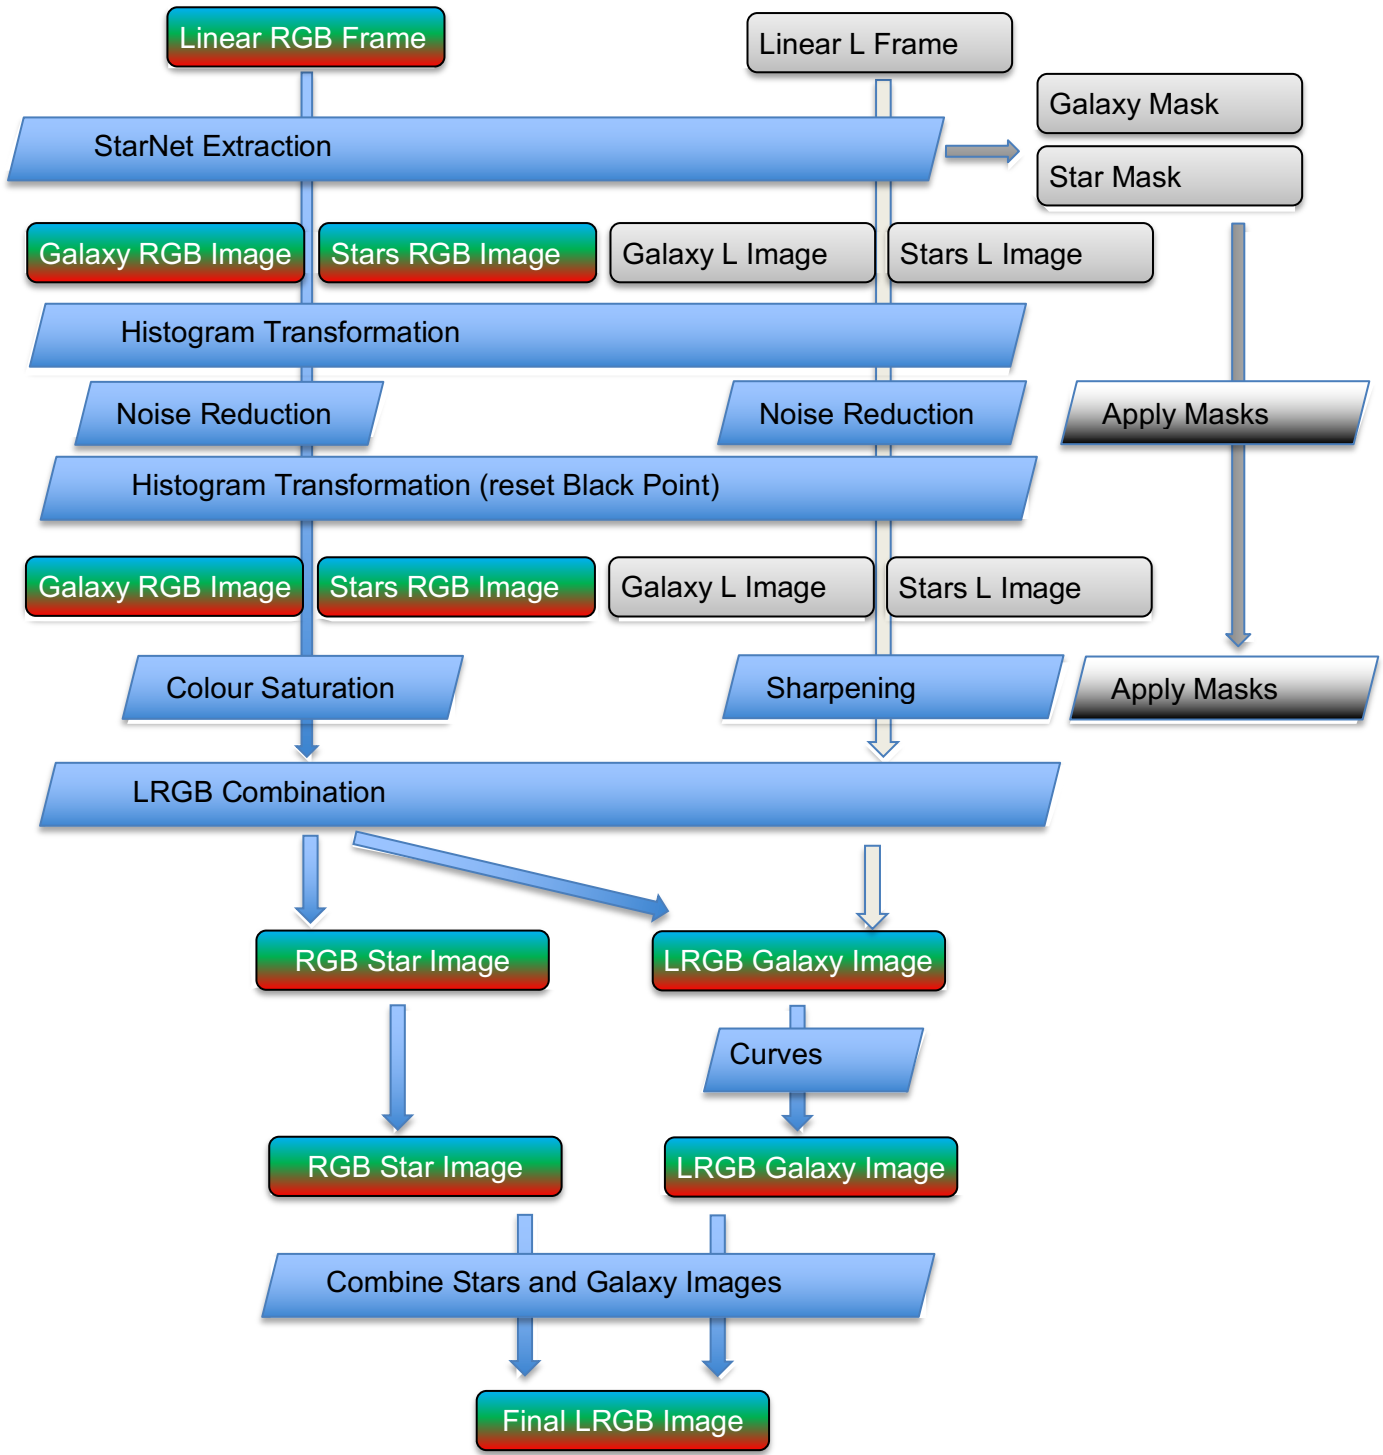 Linear RGB Frame
Linear L Frame
Galaxy Mask
StarNet Extraction
Star Mask
Galaxy RGB Image
Stars RGB Image
Galaxy L Image
Stars L Image
Histogram Transformation
Noise Reduction
Noise Reduction
Apply Masks
Histogram Transformation (reset Black Point)
Galaxy RGB Image
Stars RGB Image
Galaxy L Image
Stars L Image
Colour Saturation
Sharpening
Apply Masks
LRGB Combination
RGB Star Image
LRGB Galaxy Image
Curves
RGB Star Image
LRGB Galaxy Image
Combine Stars and Galaxy Images
Final LRGB Image